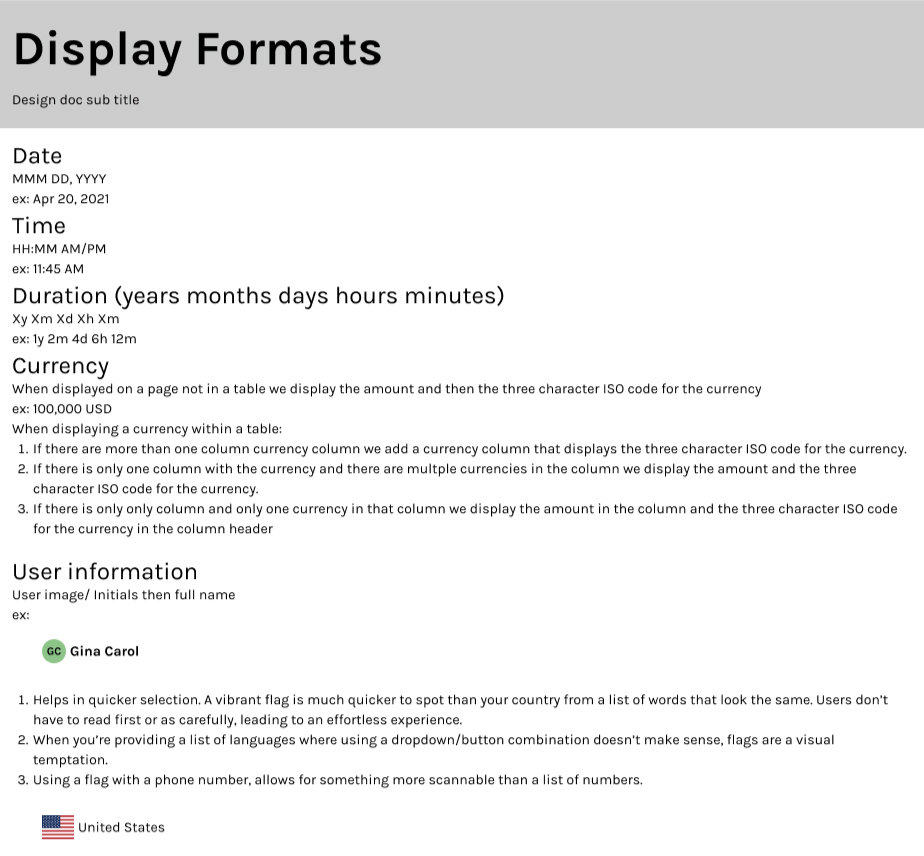 Display Formats
Design doc sub title
Date
MMM DD, YYYY
ex: Apr 20, 2021
Time
HH:MM AM/PM
ex: 11:45 AM
Duration (years months days hours minutes)
Xy Xm Xd Xh Xm
ex: 1y 2m 4d 6h 12m
Currency
When displayed on a page not in a table we display the amount and then the three character ISO code for the currency
ex: 100,000 USD
When displaying a currency within a table:
1. If there are more than one column currency column we add a currency column that displays the three character ISO code for the currency.
2. If there is only one column with the currency and there are multple currencies in the column we display the amount and the three
character ISO code for the currency.
3. If there is only only column and only one currency in that column we display the amount in the column and the three character ISO code
for the currency in the column header
User information
User image/ Initials then full name
ex:
GC Gina Carol
1. Helps in quicker selection. A vibrant flag is much quicker to spot than your country from a list of words that look the same. Users don't
have to read first or as carefully, leading to an effortless experience.
2. When you're providing a list of languages where using a dropdown/button combination doesn't make sense, flags are a visual
temptation.
3. Using a flag with a phone number, allows for something more scannable than a list of numbers.
United States